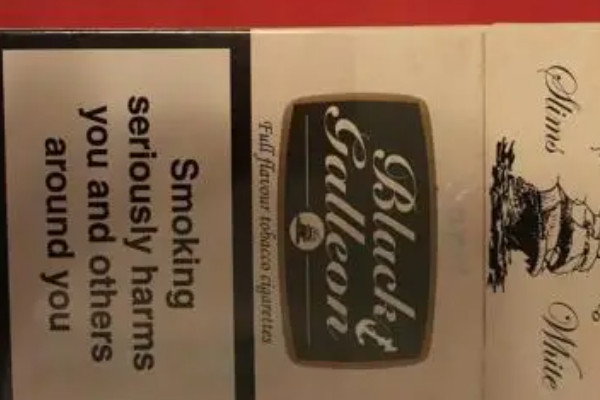 Slims
White
Black
Galleon
Full flavour tobacco cigarettes
Smoking
seriously harms
you and others
around you